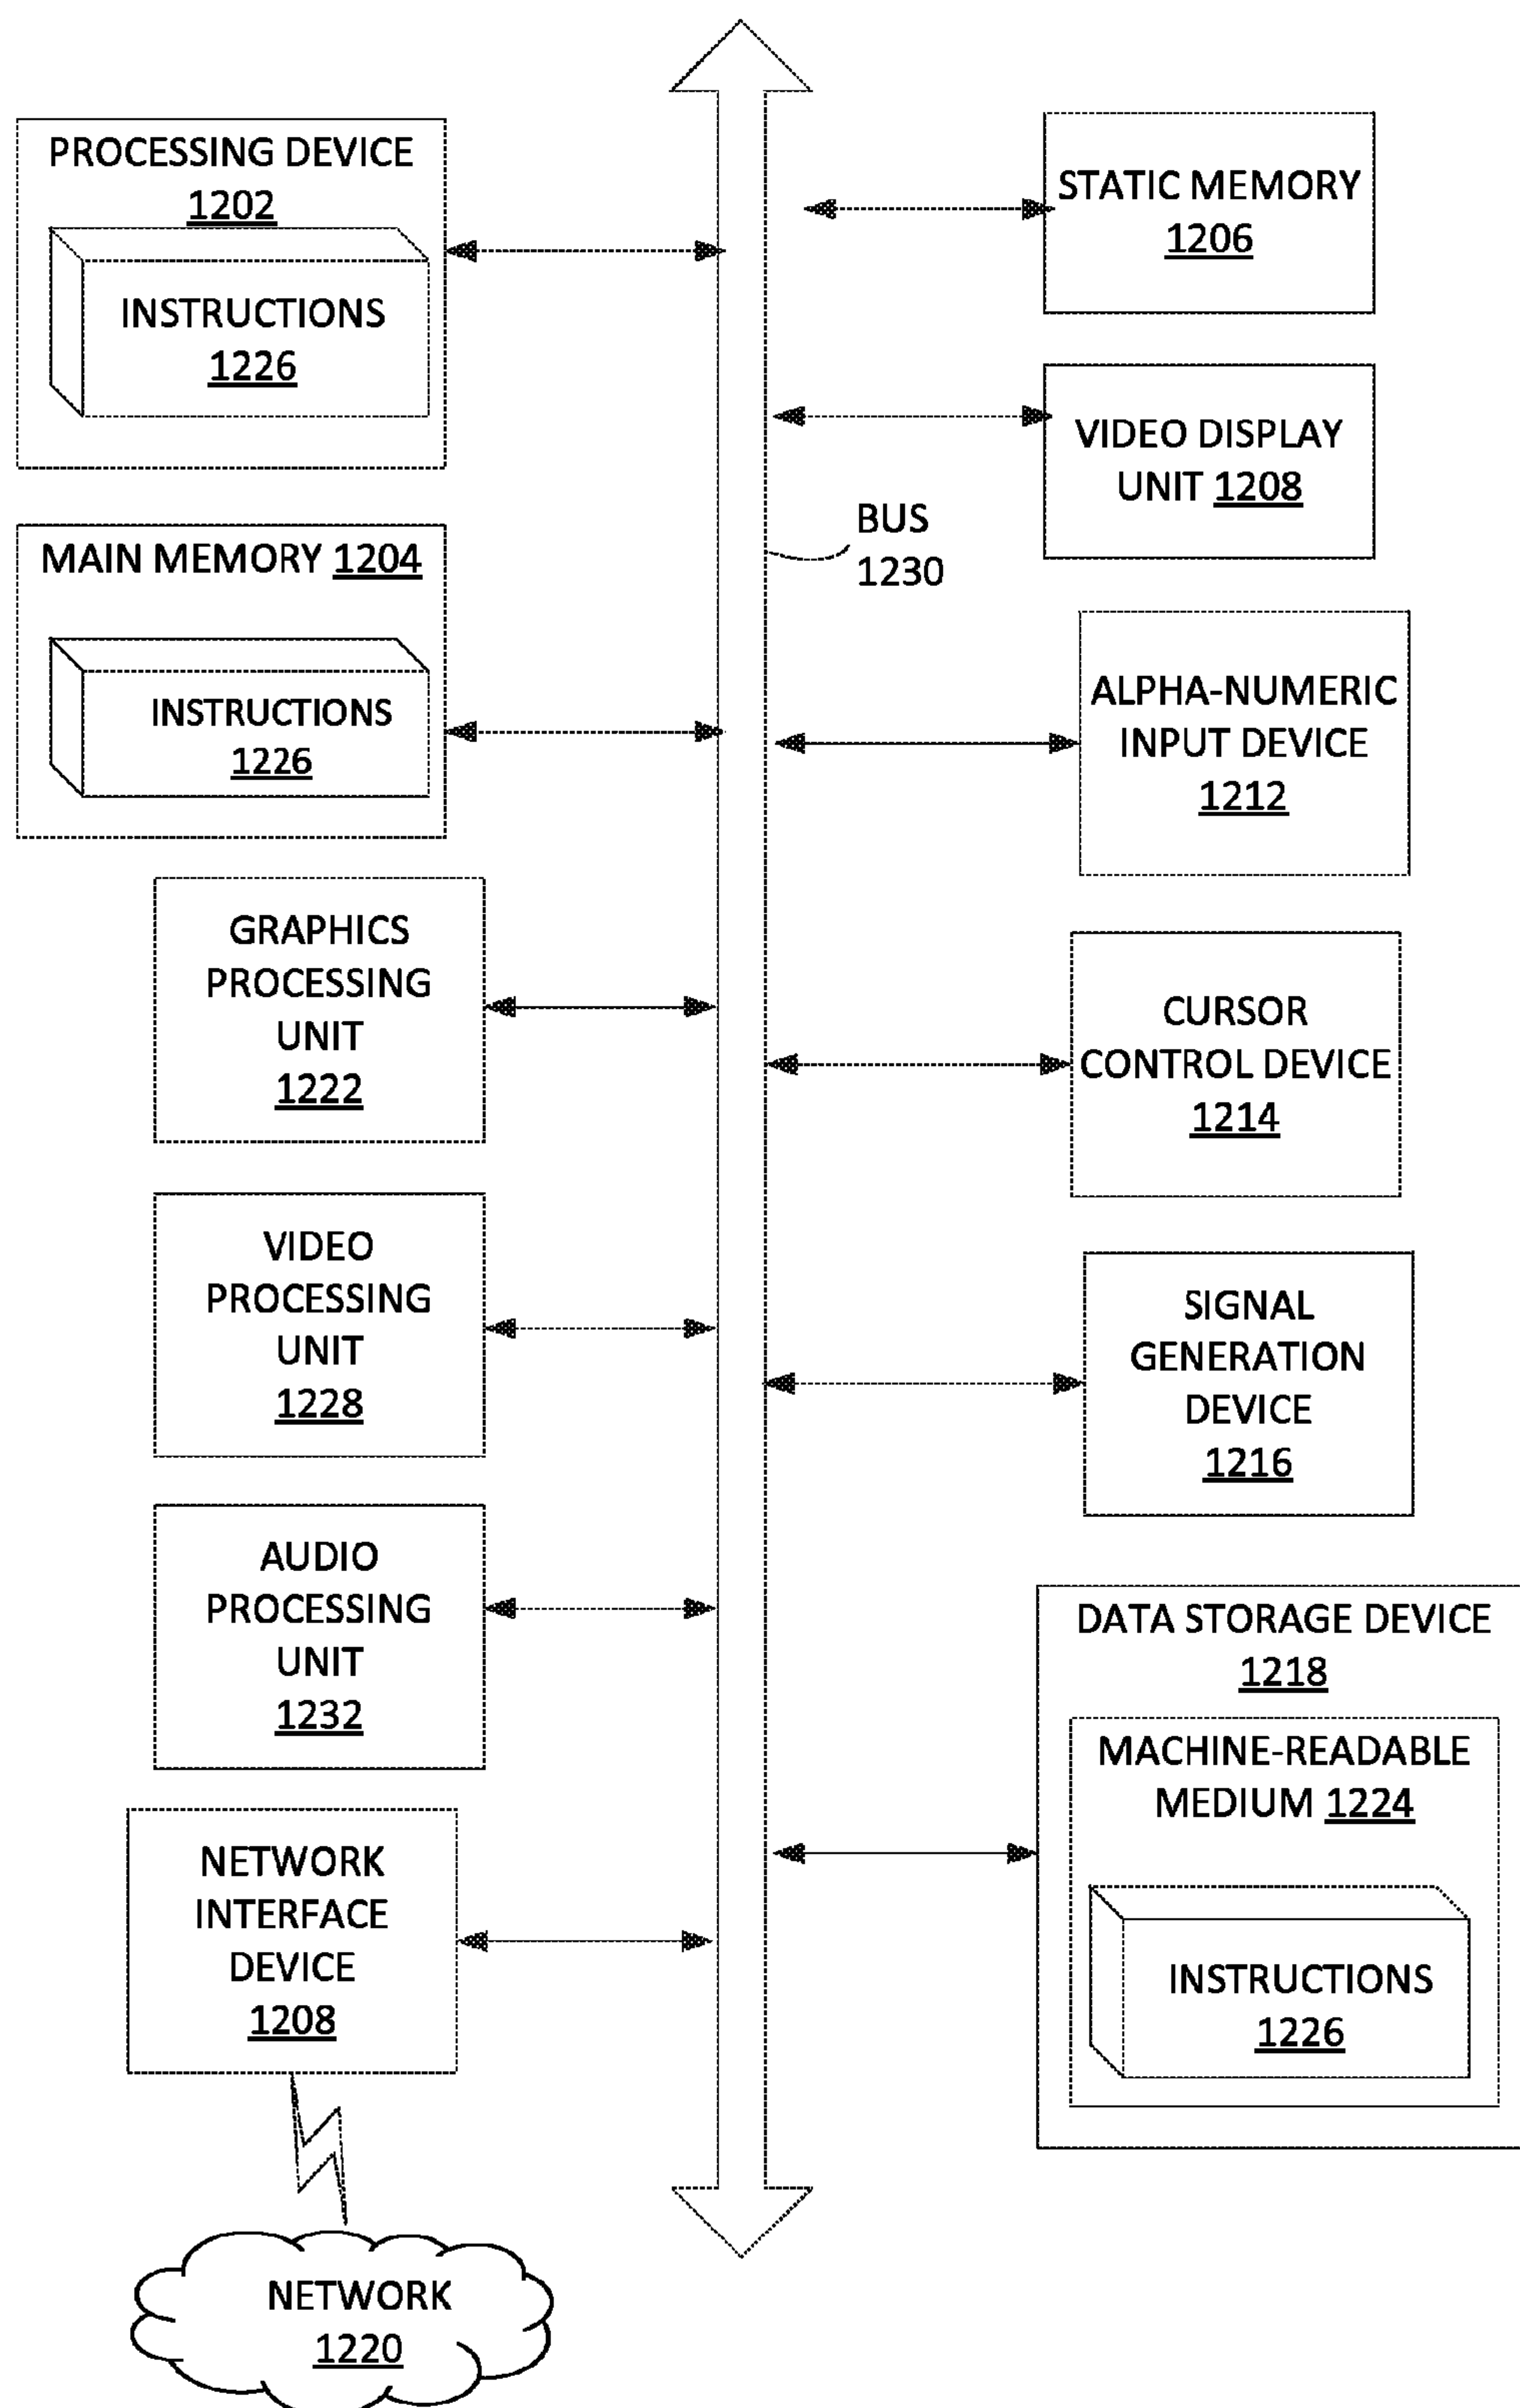 PROCESSING DEVICE
1202
INSTRUCTIONS
1226
MAIN MEMORY 1204
INSTRUCTIONS
1226
GRAPHICS
PROCESSING
UNIT
1222
VIDEO
PROCESSING
UNIT
1228
AUDIO
PROCESSING
UNIT
1232
NETWORK
INTERFACE
DEVICE
1208
NETWORK
1220
BUS
1230
STATIC MEMORY
1206
VIDEO DISPLAY
UNIT 1208
ALPHA-NUMERIC
INPUT DEVICE
1212
CURSOR
CONTROL DEVICE
1214
SIGNAL
GENERATION
DEVICE
1216
DATA STORAGE DEVICE
1218
MACHINE-READABLE
MEDIUM 1224
INSTRUCTIONS
1226